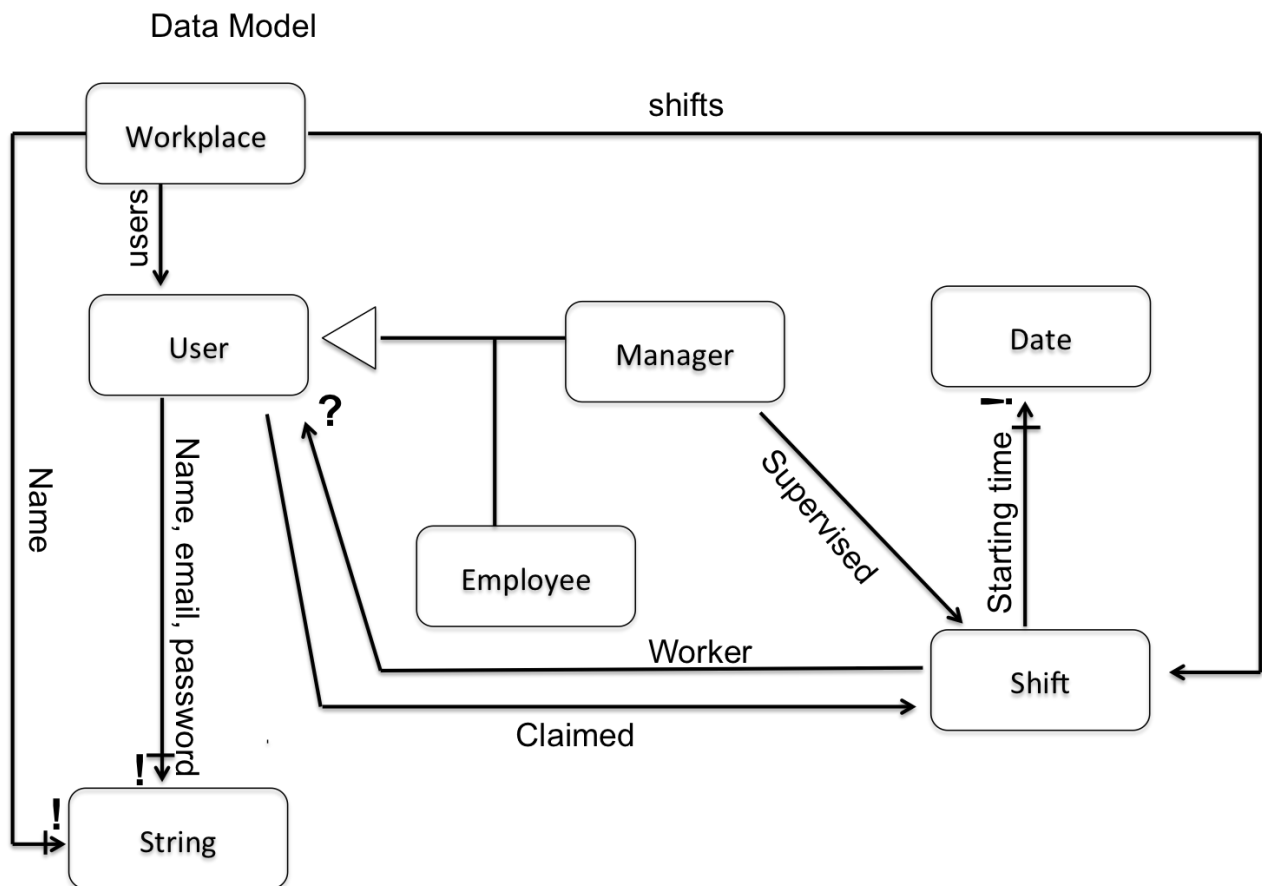 Data Model
shifts
Workplace
users
User
Manager
Date
?
!
Name
Name, email, password
Supervised
Starting time
Employee
Worker
Shift
Claimed
!
!
String